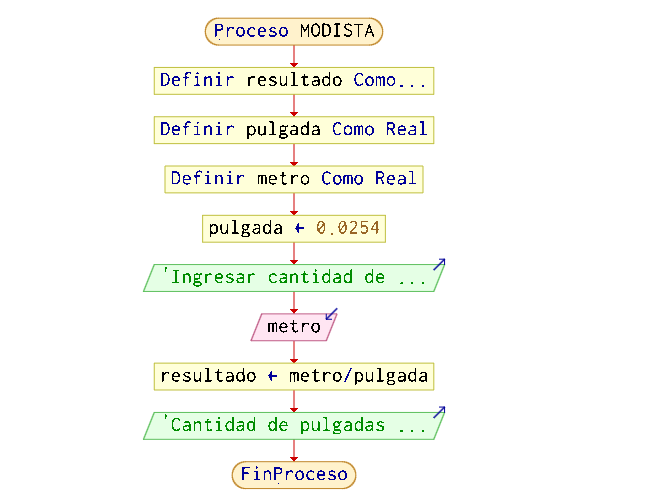 Proceso MODISTA
Definir resultado Como...
Definir pulgada Como Real
Definir metro Como Real
pulgada ← 0.0254
'Ingresar cantidad de ...
metro
resultado ← metro/pulgada
'Cantidad de pulgadas ...
FinProceso